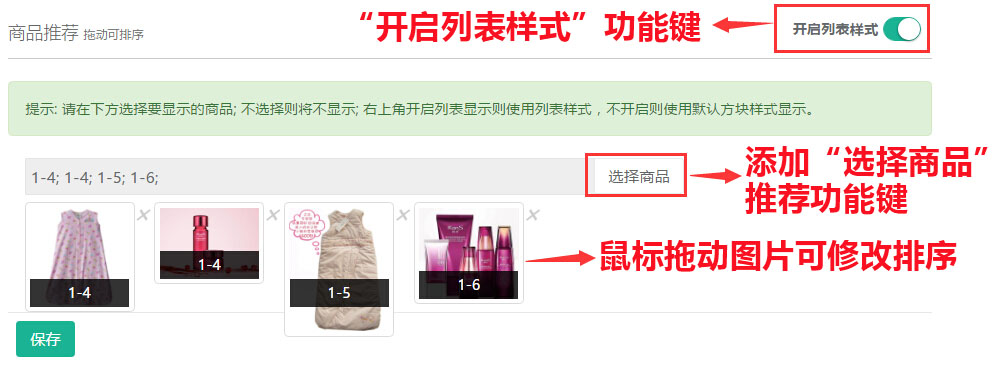 商品推荐 拖动可排序
“开启列表样式”功能键
开启列表样式
提示: 请在下方选择要显示的商品; 不选择则将不显示; 右上角开启列表显示则使用列表样式，不开启则使用默认方块样式显示。
1-4; 1-4; 1-5; 1-6;
选择商品
添加“选择商品”
推荐功能键
1-4
1-4
1-5
1-6
鼠标拖动图片可修改排序
保存